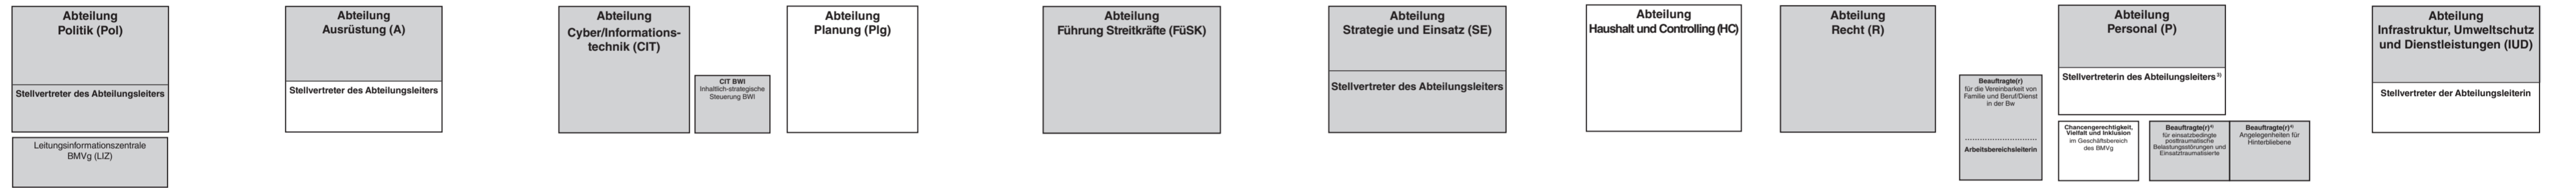 Abteilung
Politik (Pol)
Stellvertreter des Abteilungsleiters
Leitungsinformationszentrale
BMVg (LIZ)
Abteilung
Ausrüstung (A)
Stellvertreter des Abteilungsleiters
Abteilung
Cyber/Informations-
technik (CIT)
CIT BWI
Inhaltlich-strategische
Steuerung BWI
Abteilung
Planung (Plg)
Abteilung
Führung Streitkräfte (FüSK)
Abteilung
Strategie und Einsatz (SE)
Stellvertreter des Abteilungsleiters
Abteilung
Haushalt und Controlling (HC)
Abteilung
Recht (R)
Beauftragte(r)
für die Vereinbarkeit von
Familie und Beruf/Dienst
in der Bw
Arbeitsbereichsleiterin
Abteilung
Personal (P)
Stellvertreterin des Abteilungsleiters 3)
Chancengerechtigkeit,
Vielfalt und Inklusion
im Geschäftsbereich
des BMVg
Beauftragte(r)4)
für einsatzbedingte
posttraumatische
Belastungsstörungen und
Einsatztraumatisierte
Beauftragte(r)4)
Angelegenheiten für
Hinterbliebene
Abteilung
Infrastruktur, Umweltschutz
und Dienstleistungen (IUD)
Stellvertreter der Abteilungsleiterin